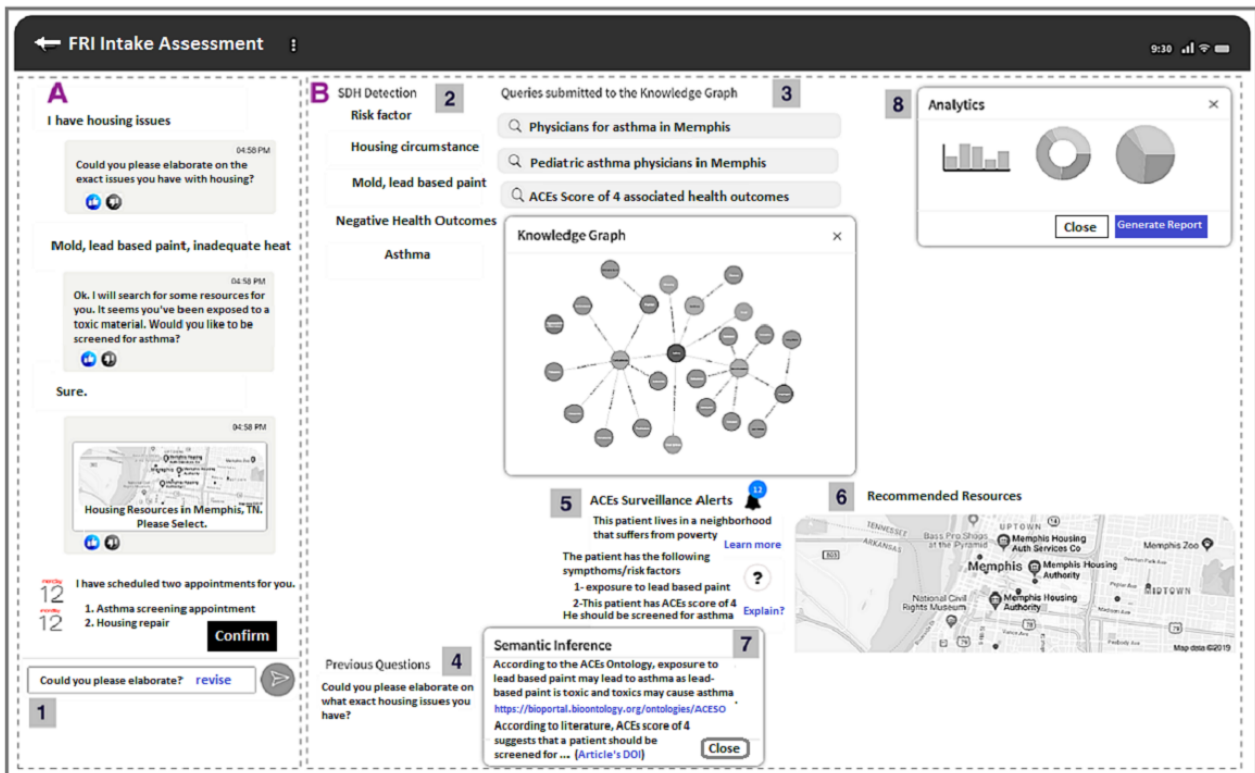 FRI Intake Assessment
9:30
A
I have housing issues
04:58 PM
Could you please elaborate on the
exact issues you have with housing?
Mold, lead based paint, inadequate heat
04:58 PM
Ok. I will search for some resources for
you. It seems you've been exposed to a
toxic material. Would you like to be
screened for asthma?
Sure.
04:58 PM
Housing Resources in Memphis, TN.
Please Select.
monday
12
monday
12
I have scheduled two appointments for you.
1. Asthma screening appointment
2. Housing repair
Confirm
Could you please elaborate? revise
1
B
SDH Detection
2
Risk factor
Housing circumstance
Mold, lead based paint
Negative Health Outcomes
Asthma
Queries submitted to the Knowledge Graph
3
Physicians for asthma in Memphis
Pediatric asthma physicians in Memphis
ACEs Score of 4 associated health outcomes
Knowledge Graph
8
Analytics
Close
Generate Report
5
ACEs Surveillance Alerts
This patient lives in a neighborhood
that suffers from poverty
Learn more
The patient has the following
sympthoms/risk factors
1- exposure to lead based paint
2-This patient has ACEs score of 4
He should be screened for asthma
?
Explain?
6
Recommended Resources
TENNESSEE
ARKANSAS
UPTOWN
Bass Pro Shops
at the Pyramid
Memphis Housing
Auth Services Co
Memphis Zoo
Memphis
Memphis Housing
Authority
National Civil
Rights Museum
Memphis Housing
Authority
MIDTOWN
Map data ©2019
Previous Questions
4
Could you please elaborate on
what exact housing issues you
have?
Semantic Inference
7
According to the ACEs Ontology, exposure to
lead based paint may lead to asthma as lead-
based paint is toxic and toxics may cause asthma
https://bioportal.bioontology.org/ontologies/ACESO
According to literature, ACEs score of 4
suggests that a patient should be
screened for ... (Article's DOI)
Close